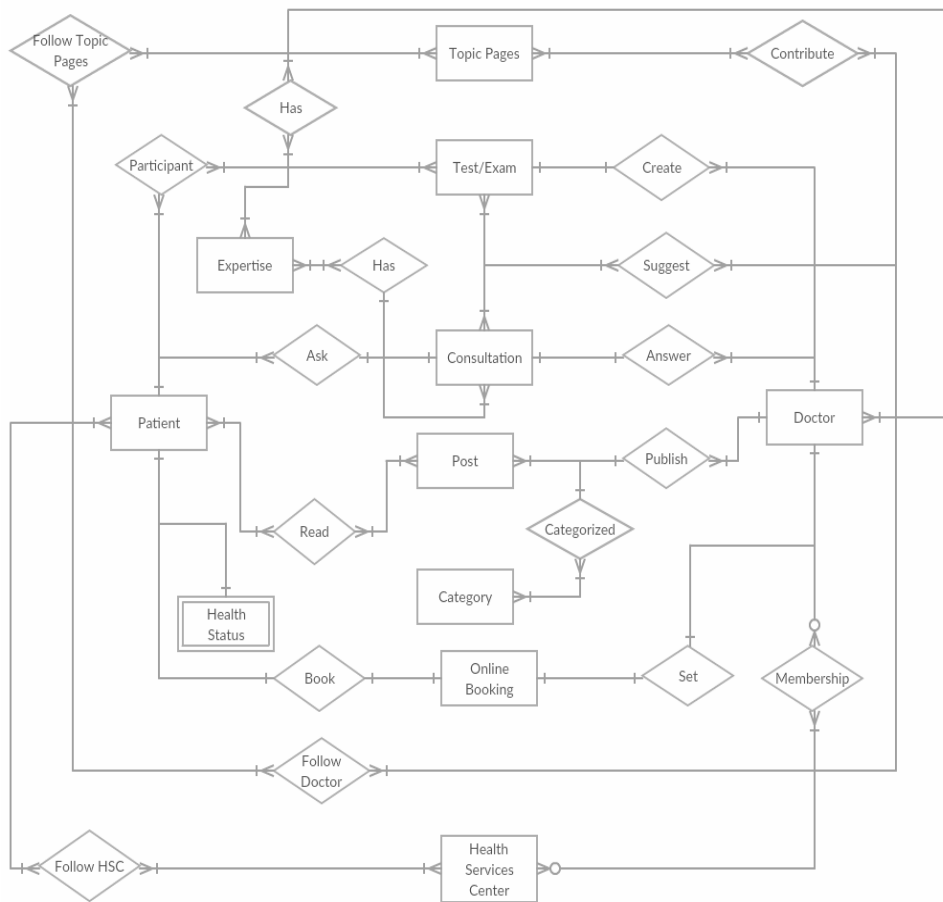 Follow Topic
Pages
Topic Pages
Contribute
Has
Participant
Test/Exam
Create
Expertise
Has
Suggest
Ask
Consultation
Answer
Patient
Doctor
Post
Publish
Read
Categorized
Category
Health
Status
Book
Online
Booking
Set
Membership
Follow
Doctor
Follow HSC
Health
Services
Center